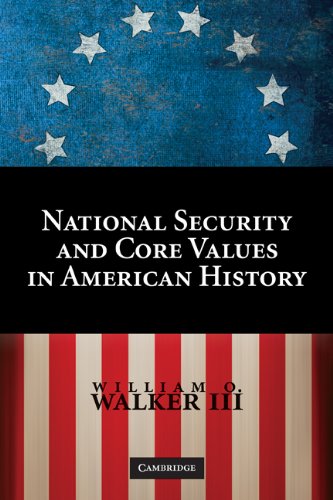 NATIONAL SECURITY
AND CORE VALUES
IN AMERICAN HISTORY
WILLIAM O.
WALKER III
CAMBRIDGE